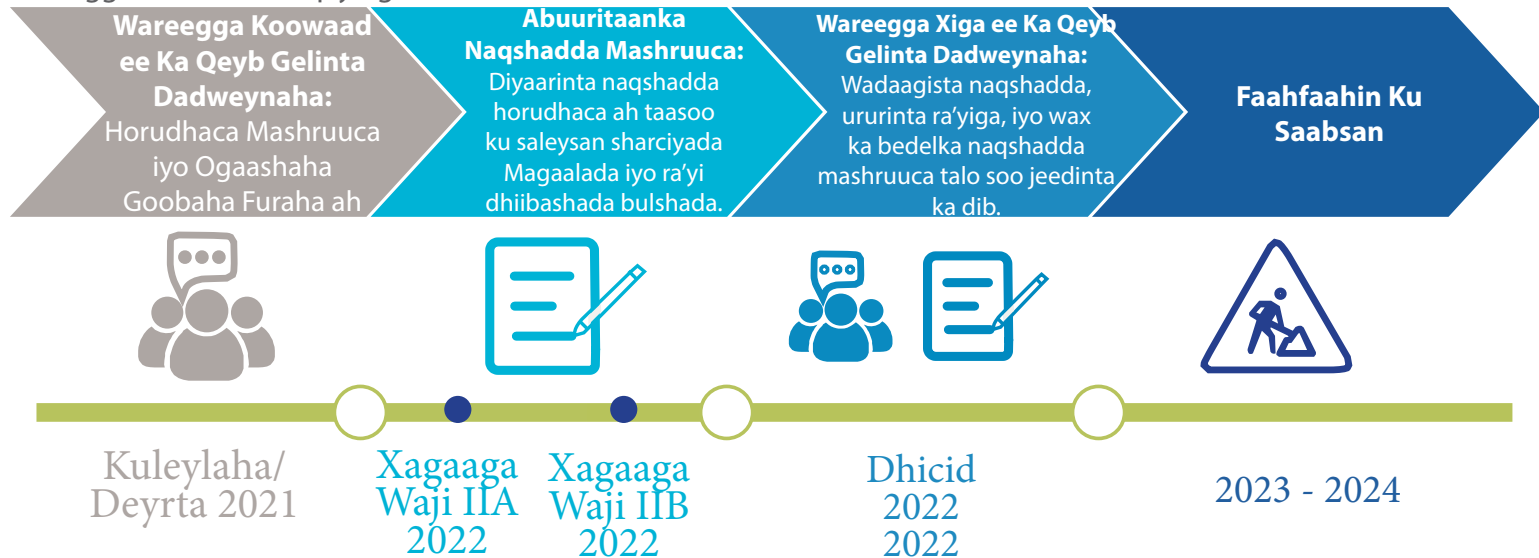 Wareegga Koowaad
ee Ka Qeyb Gelinta
Dadweynaha:
Horudhaca Mashruuca
iyo Ogaashaha
Goobaha Furaha ah
Abuuritaanka
Naqshadda Mashruuca:
Diyaarinta naqshadda
horudhaca ah taasoo
ku saleysan sharciyada
Magaalada iyo ra'yi
dhiibashada bulshada.
Wareegga Xiga ee Ka Qeyb
Gelinta Dadweynaha:
Wadaagista naqshadda,
ururinta ra'yiga, iyo wax
ka bedelka naqshadda
mashruuca talo soo jeedinta
ka dib.
Faahfaahin Ku
Saabsan
Kuleylaha/
Deyrta 2021
Xagaaga
Waji IIA
2022
Xagaaga
Waji IIB
2022
Dhicid
2022
2022
2023 - 2024